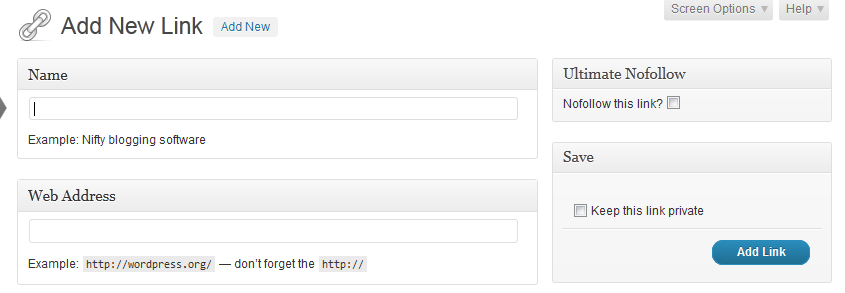 Screen Options Help
Add New Link Add New
Name
Example: Nifty blogging software
Web Address
Example: http://wordpress.org/ — don't forget the http://
Ultimate Nofollow
Nofollow this link?
Save
Keep this link private
Add Link